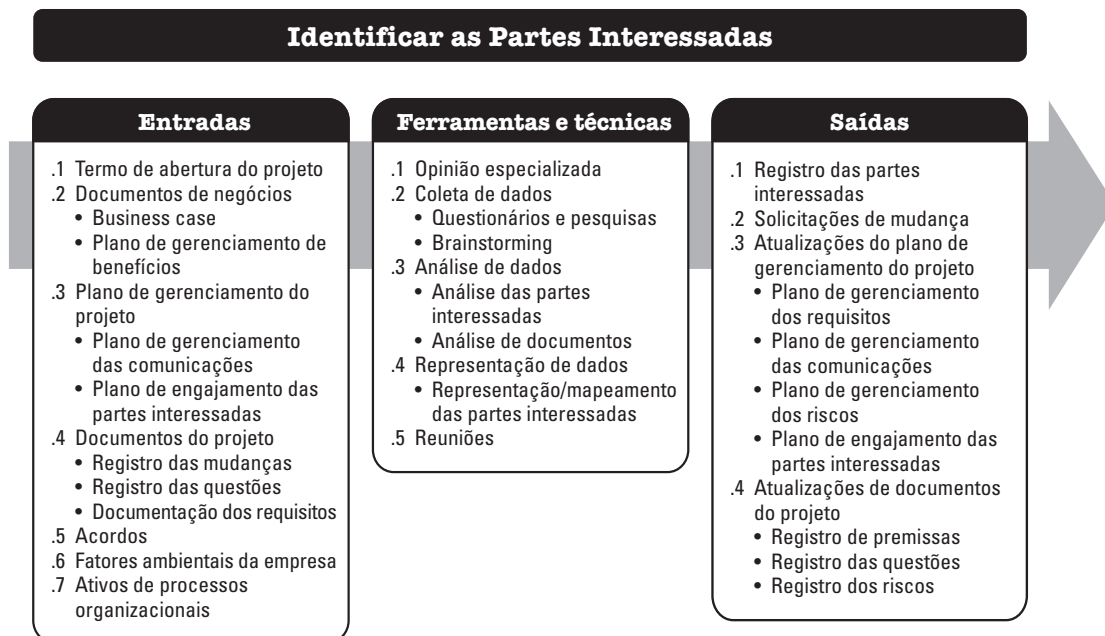 Identificar as Partes Interessadas
Entradas
.1 Termo de abertura do projeto
.2 Documentos de negócios
• Business case
• Plano de gerenciamento de
benefícios
.3 Plano de gerenciamento do
projeto
• Plano de gerenciamento
das comunicações
• Plano de engajamento das
partes interessadas
.4 Documentos do projeto
• Registro das mudanças
• Registro das questões
• Documentação dos requisitos
.5 Acordos
.6 Fatores ambientais da empresa
.7 Ativos de processos
organizacionais
Ferramentas e técnicas
.1 Opinião especializada
.2 Coleta de dados
• Questionários e pesquisas
• Brainstorming
.3 Análise de dados
• Análise das partes
interessadas
• Análise de documentos
.4 Representação de dados
• Representação/mapeamento
das partes interessadas
.5 Reuniões
Saídas
.1 Registro das partes
interessadas
.2 Solicitações de mudança
.3 Atualizações do plano de
gerenciamento do projeto
• Plano de gerenciamento
dos requisitos
• Plano de gerenciamento
das comunicações
• Plano de gerenciamento
dos riscos
• Plano de engajamento das
partes interessadas
.4 Atualizações de documentos
do projeto
• Registro de premissas
• Registro das questões
• Registro dos riscos